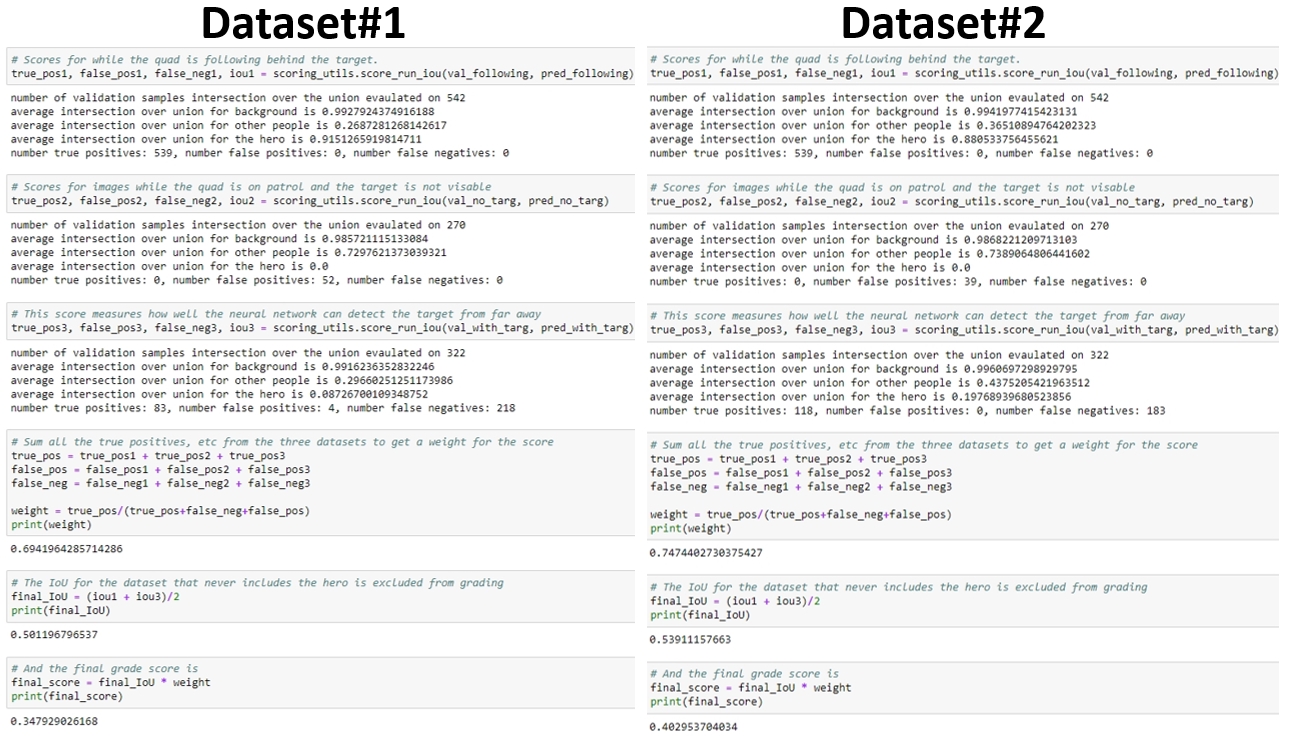 Dataset#1
# Scores for while the quad is following behind the target.
true_pos1, false_pos1, false_neg1, iou1 = scoring_utils.score_run_iou(val_following, pred_following)
number of validation samples intersection over the union evaulated on 542
average intersection over union for background is 0.9927924374916188
average intersection over union for other people is 0.2687281268142617
average intersection over union for the hero is 0.9151265919814711
number true positives: 539, number false positives: 0, number false negatives: 0
# Scores for images while the quad is on patrol and the target is not visable
true_pos2, false_pos2, false_neg2, iou2 = scoring_utils.score_run_iou(val_no_targ, pred_no_targ)
number of validation samples intersection over the union evaulated on 270
average intersection over union for background is 0.985721115133084
average intersection over union for other people is 0.7297621373039321
average intersection over union for the hero is 0.0
number true positives: 0, number false positives: 52, number false negatives: 0
# This score measures how well the neural network can detect the target from far away
true_pos3, false_pos3, false_neg3, iou3 = scoring_utils.score_run_iou(val_with_targ, pred_with_targ)
number of validation samples intersection over the union evaulated on 322
average intersection over union for background is 0.9916236352832246
average intersection over union for other people is 0.29660251251173986
average intersection over union for the hero is 0.08726700109348752
number true positives: 83, number false positives: 4, number false negatives: 218
# Sum all the true positives, etc from the three datasets to get a weight for the score
true_pos = true_pos1 + true_pos2 + true_pos3
false_pos = false_pos1 + false_pos2 + false_pos3
false_neg = false_neg1 + false_neg2 + false_neg3
weight = true_pos/(true_pos+false_neg+false_pos)
print(weight)
0.6941964285714286
# The IoU for the dataset that never includes the hero is excluded from grading
final_IoU = (iou1 + iou3)/2
print(final_IoU)
0.501196796537
# And the final grade score is
final_score = final_IoU * weight
print(final_score)
0.347929026168
Dataset#2
# Scores for while the quad is following behind the target.
true_pos1, false_pos1, false_neg1, iou1 = scoring_utils.score_run_iou(val_following, pred_following)
number of validation samples intersection over the union evaulated on 542
average intersection over union for background is 0.9941977415423131
average intersection over union for other people is 0.36510894764202323
average intersection over union for the hero is 0.880533756455621
number true positives: 539, number false positives: 0, number false negatives: 0
# Scores for images while the quad is on patrol and the target is not visable
true_pos2, false_pos2, false_neg2, iou2 = scoring_utils.score_run_iou(val_no_targ, pred_no_targ)
number of validation samples intersection over the union evaulated on 270
average intersection over union for background is 0.9868221209713103
average intersection over union for other people is 0.7389064806441602
average intersection over union for the hero is 0.0
number true positives: 0, number false positives: 39, number false negatives: 0
# This score measures how well the neural network can detect the target from far away
true_pos3, false_pos3, false_neg3, iou3 = scoring_utils.score_run_iou(val_with_targ, pred_with_targ)
number of validation samples intersection over the union evaulated on 322
average intersection over union for background is 0.9960697298929795
average intersection over union for other people is 0.4375205421963512
average intersection over union for the hero is 0.19768939680523856
number true positives: 118, number false positives: 0, number false negatives: 183
# Sum all the true positives, etc from the three datasets to get a weight for the score
true_pos = true_pos1 + true_pos2 + true_pos3
false_pos = false_pos1 + false_pos2 + false_pos3
false_neg = false_neg1 + false_neg2 + false_neg3
weight = true_pos/(true_pos+false_neg+false_pos)
print(weight)
0.7474402730375427
# The IoU for the dataset that never includes the hero is excluded from grading
final_IoU = (iou1 + iou3)/2
print(final_IoU)
0.53911157663
# And the final grade score is
final_score = final_IoU * weight
print(final_score)
0.402953704034